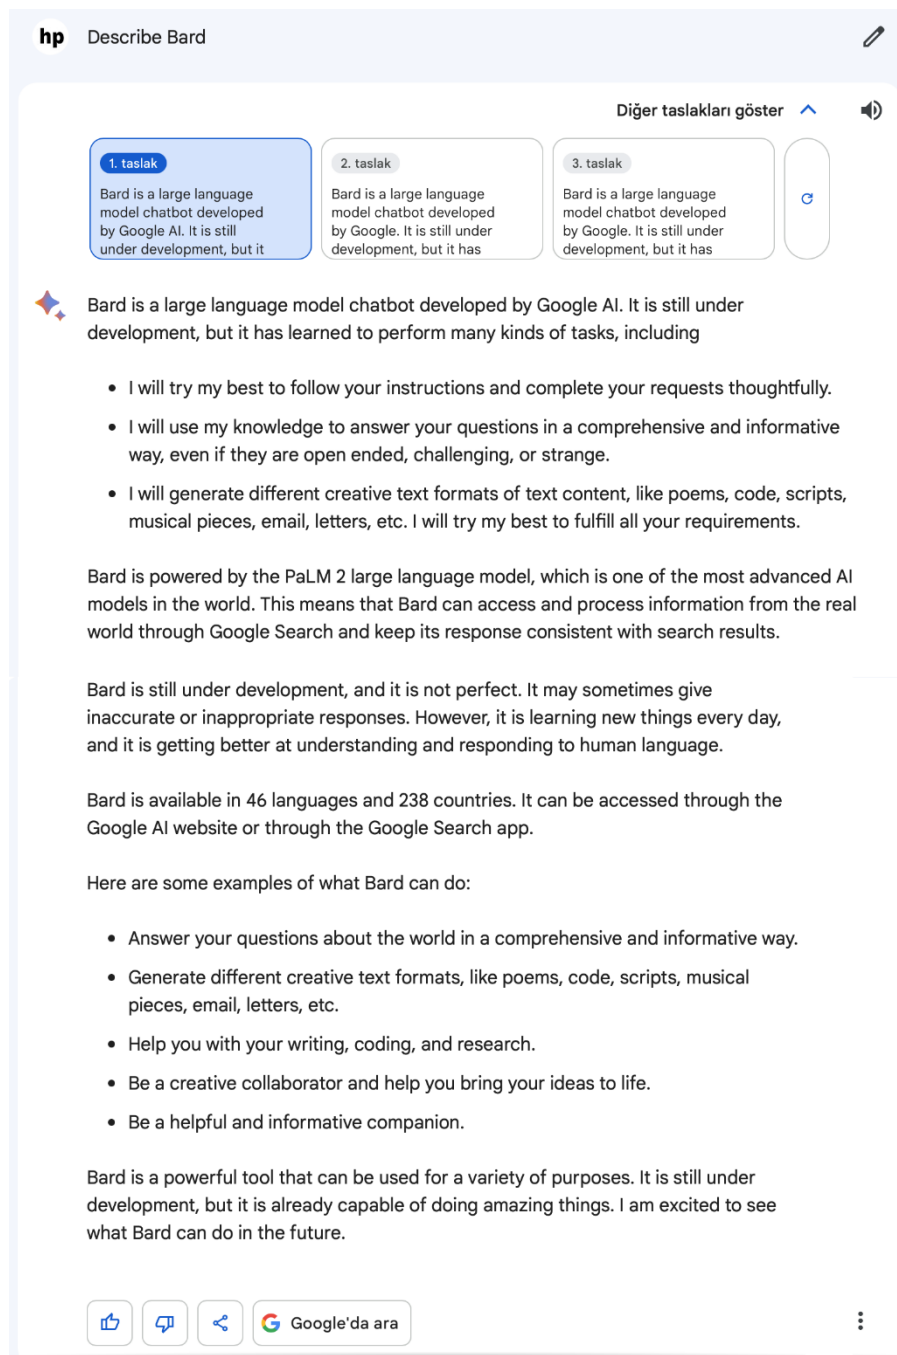 hp Describe Bard
Diğer taslakları göster
1. taslak
Bard is a large language
model chatbot developed
by Google AI. It is still
under development, but it
2. taslak
Bard is a large language
model chatbot developed
by Google. It is still under
development, but it has
3. taslak
Bard is a large language
model chatbot developed
by Google. It is still under
development, but it has
Bard is a large language model chatbot developed by Google AI. It is still under
development, but it has learned to perform many kinds of tasks, including
• I will try my best to follow your instructions and complete your requests thoughtfully.
• I will use my knowledge to answer your questions in a comprehensive and informative
way, even if they are open ended, challenging, or strange.
• I will generate different creative text formats of text content, like poems, code, scripts,
musical pieces, email, letters, etc. I will try my best to fulfill all your requirements.
Bard is powered by the PaLM 2 large language model, which is one of the most advanced AI
models in the world. This means that Bard can access and process information from the real
world through Google Search and keep its response consistent with search results.
Bard is still under development, and it is not perfect. It may sometimes give
inaccurate or inappropriate responses. However, it is learning new things every day,
and it is getting better at understanding and responding to human language.
Bard is available in 46 languages and 238 countries. It can be accessed through the
Google AI website or through the Google Search app.
Here are some examples of what Bard can do:
• Answer your questions about the world in a comprehensive and informative way.
• Generate different creative text formats, like poems, code, scripts, musical
pieces, email, letters, etc.
• Help you with your writing, coding, and research.
• Be a creative collaborator and help you bring your ideas to life.
• Be a helpful and informative companion.
Bard is a powerful tool that can be used for a variety of purposes. It is still under
development, but it is already capable of doing amazing things. I am excited to see
what Bard can do in the future.
Google'da ara